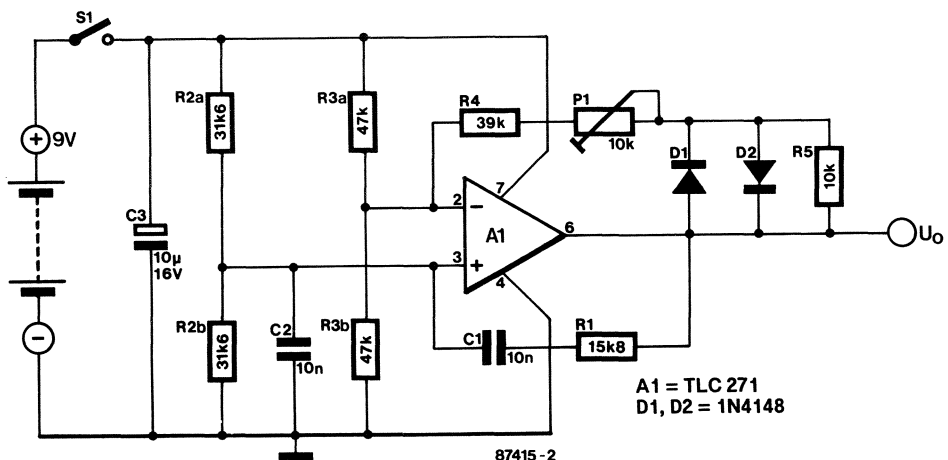 S1
9V
C3
10µ
16V
R2a
31k6
R3a
47k
R4
39k
P1
10k
D1
D2
R5
10k
2
7
A1
6
3
4
U₀
R2b
31k6
C2
10n
R3b
47k
C1
10n
R1
15k8
A1 = TLC 271
D1, D2 = 1N4148
87415-2